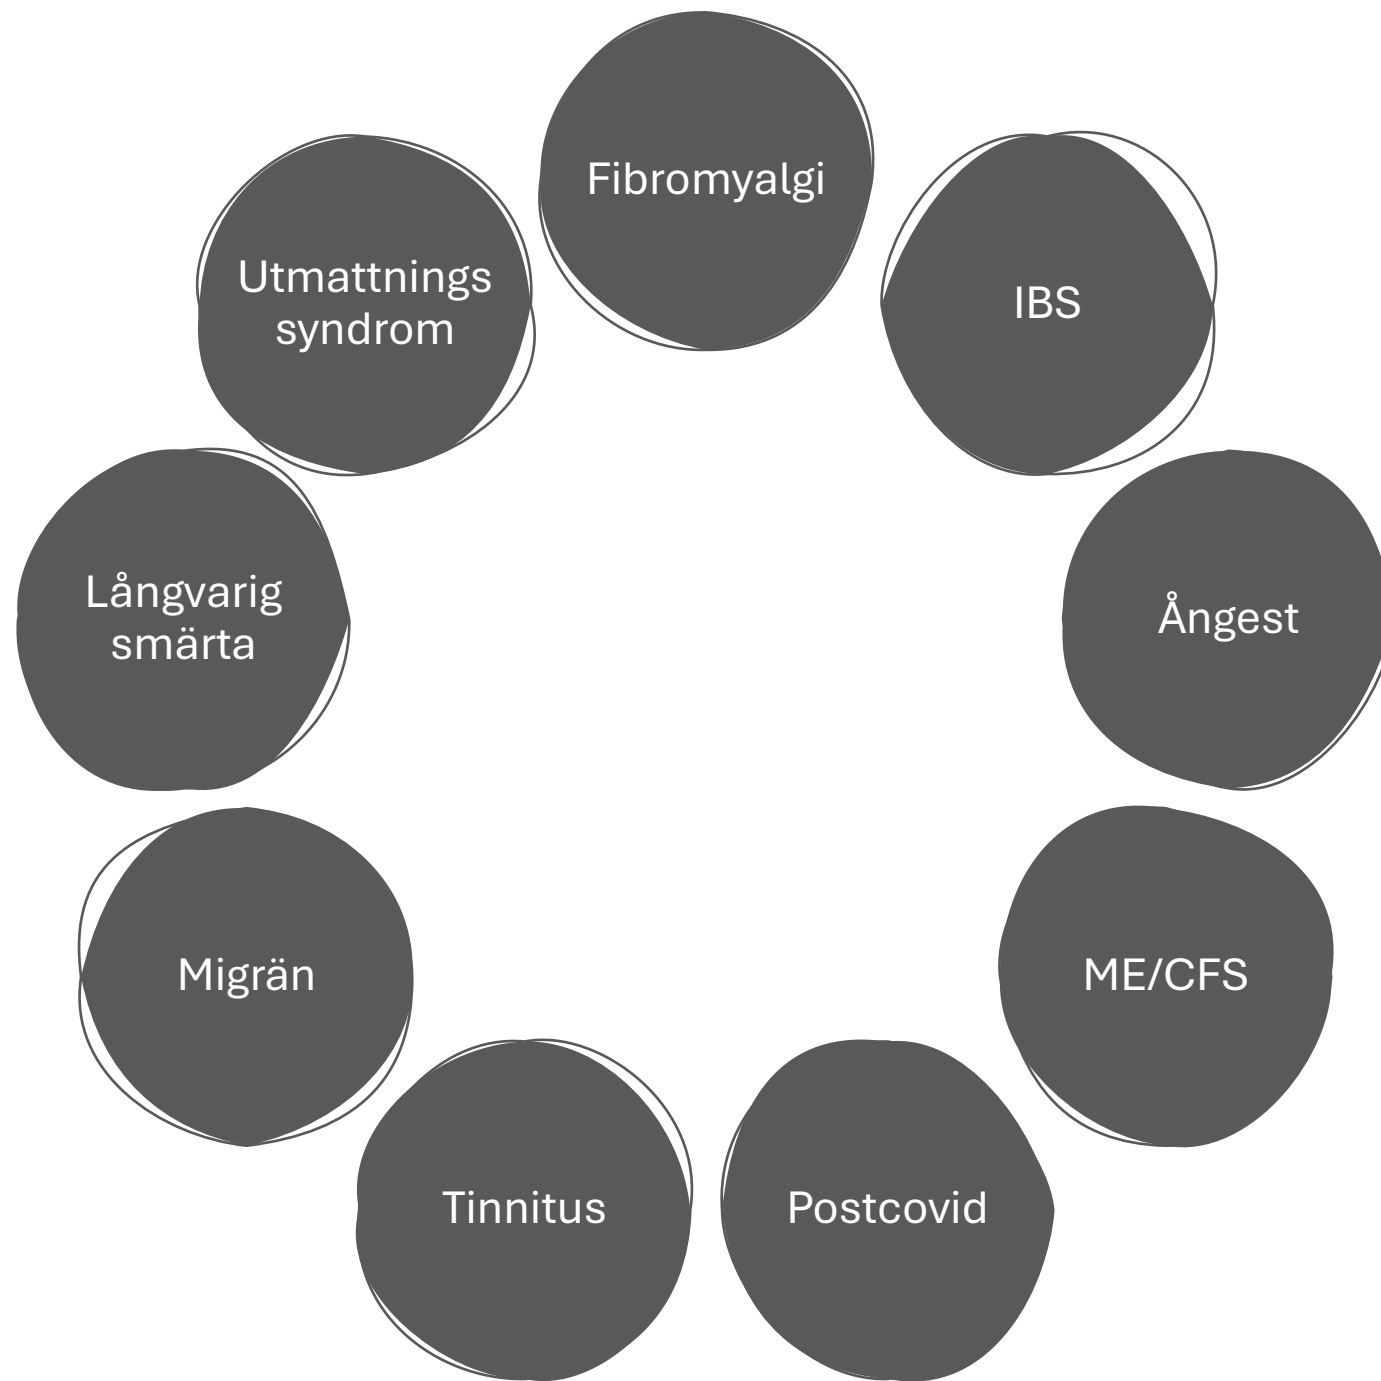 Fibromyalgi
IBS
Ångest
ME/CFS
Postcovid
Tinnitus
Migrän
Långvarig
smärta
Utmattnings
syndrom